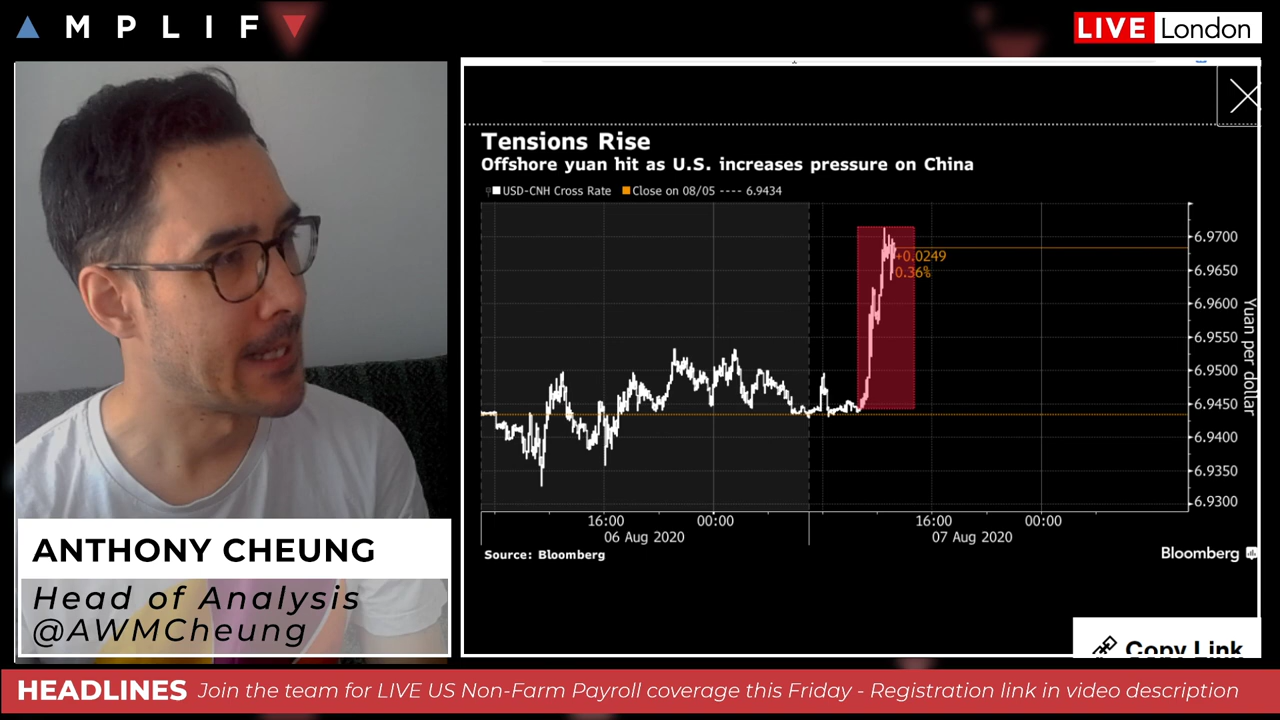 AMPLIFY
LIVE London
Tensions Rise
Offshore yuan hit as U.S. increases pressure on China
USD-CNH Cross Rate Close on 08/05 ---- 6.9434
6.9700
+0.0249
6.9650
0.36%
6.9600
6.9550
6.9500
6.9450
6.9400
6.9350
6.9300
Yuan per dollar
16:00 00:00 16:00 00:00
06 Aug 2020 07 Aug 2020
Source: Bloomberg
Bloomberg
Copy Link
ANTHONY CHEUNG
Head of Analysis
@AWMCheung
HEADLINES Join the team for LIVE US Non-Farm Payroll coverage this Friday - Registration link in video description